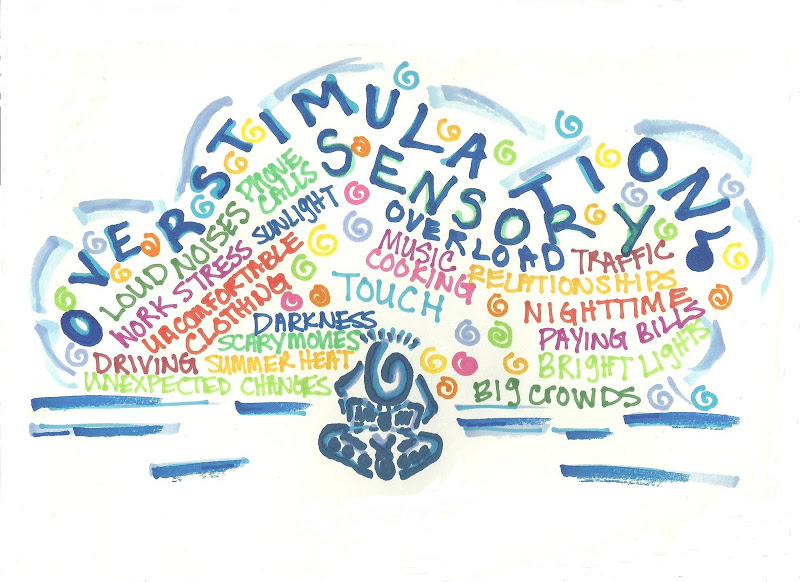 OVERSTIMULATION
SENSORY
OVERLOAD
PHONE
CALLS
LOUD NOISES
SUNLIGHT
WORK STRESS
UNCOMFORTABLE
CLOTHING
DARKNESS
SCARY MOVIES
DRIVING
SUMMER HEAT
UNEXPECTED CHANGES
MUSIC
COOKING
TOUCH
TRAFFIC
RELATIONSHIPS
NIGHTTIME
PAYING BILLS
BRIGHT LIGHTS
BIG CROWDS